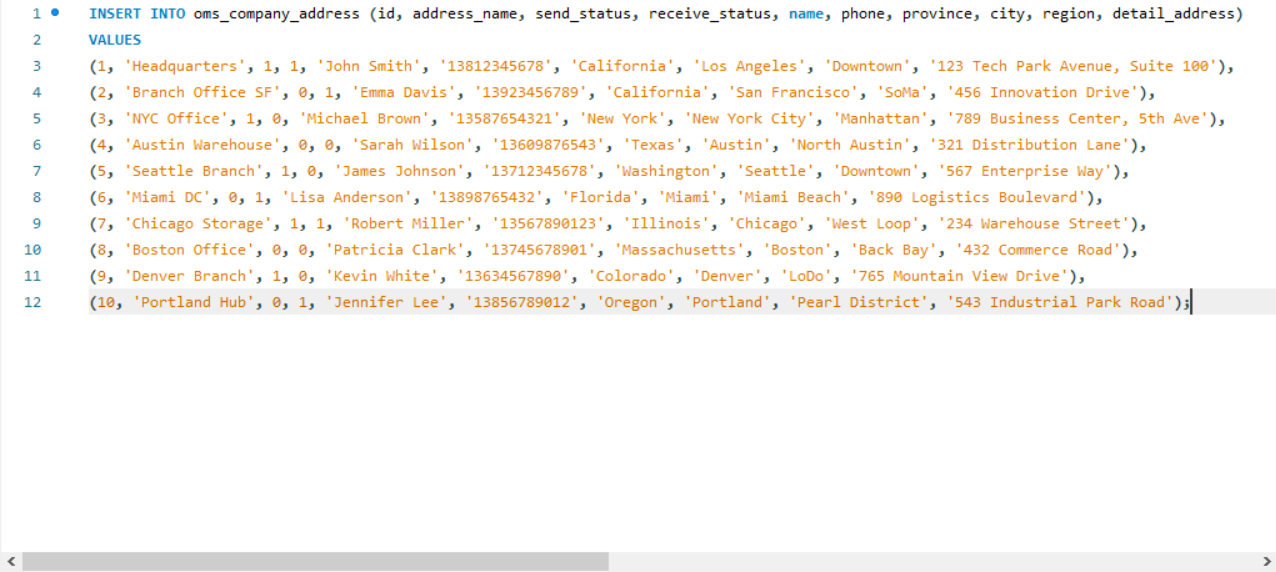 1 INSERT INTO oms_company_address (id, address_name, send_status, receive_status, name, phone, province, city, region, detail_address)
2 VALUES
3 (1, 'Headquarters', 1, 1, 'John Smith', '13812345678', 'California', 'Los Angeles', 'Downtown', '123 Tech Park Avenue, Suite 100'),
4 (2, 'Branch Office SF', 0, 1, 'Emma Davis', '13923456789', 'California', 'San Francisco', 'SoMa', '456 Innovation Drive'),
5 (3, 'NYC Office', 1, 0, 'Michael Brown', '13587654321', 'New York', 'New York City', 'Manhattan', '789 Business Center, 5th Ave'),
6 (4, 'Austin Warehouse', 0, 0, 'Sarah Wilson', '13609876543', 'Texas', 'Austin', 'North Austin', '321 Distribution Lane'),
7 (5, 'Seattle Branch', 1, 0, 'James Johnson', '13712345678', 'Washington', 'Seattle', 'Downtown', '567 Enterprise Way'),
8 (6, 'Miami DC', 0, 1, 'Lisa Anderson', '13898765432', 'Florida', 'Miami', 'Miami Beach', '890 Logistics Boulevard'),
9 (7, 'Chicago Storage', 1, 1, 'Robert Miller', '13567890123', 'Illinois', 'Chicago', 'West Loop', '234 Warehouse Street'),
10 (8, 'Boston Office', 0, 0, 'Patricia Clark', '13745678901', 'Massachusetts', 'Boston', 'Back Bay', '432 Commerce Road'),
11 (9, 'Denver Branch', 1, 0, 'Kevin White', '13634567890', 'Colorado', 'Denver', 'LoDo', '765 Mountain View Drive'),
12 (10, 'Portland Hub', 0, 1, 'Jennifer Lee', '13856789012', 'Oregon', 'Portland', 'Pearl District', '543 Industrial Park Road');